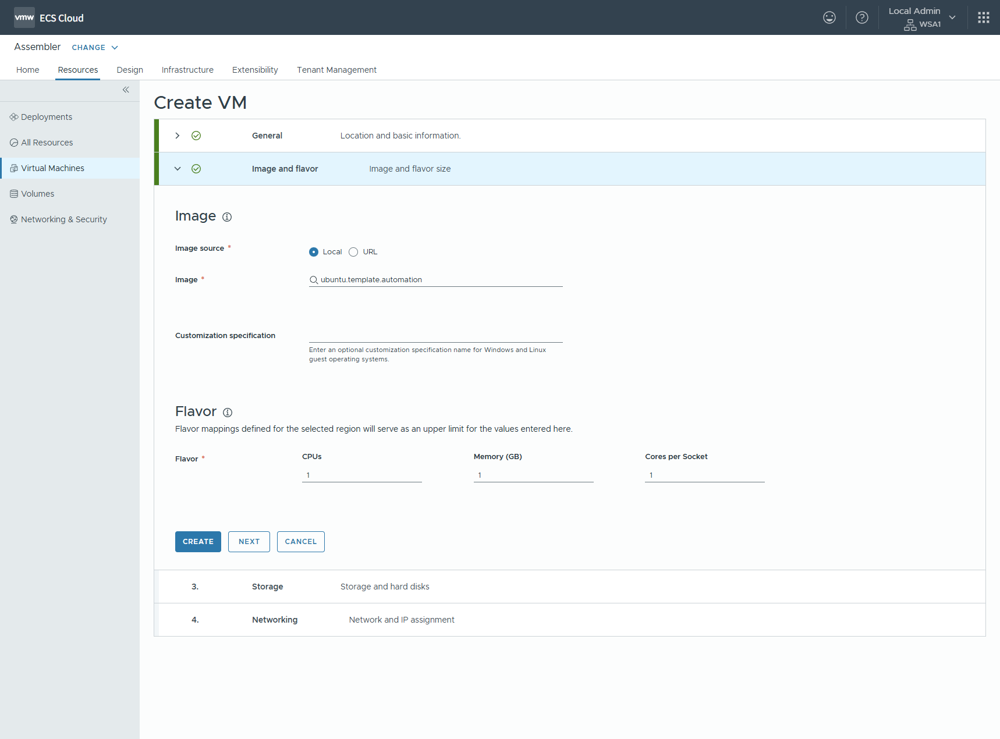 vmw ECS Cloud
Local Admin
WSA1
Assembler CHANGE
Home Resources Design Infrastructure Extensibility Tenant Management
Deployments
All Resources
Virtual Machines
Volumes
Networking & Security
Create VM
General Location and basic information.
Image and flavor Image and flavor size
Image
Image source * Local URL
Image * ubuntu.template.automation
Customization specification
Enter an optional customization specification name for Windows and Linux
guest operating systems.
Flavor
Flavor mappings defined for the selected region will serve as an upper limit for the values entered here.
CPUs Memory (GB) Cores per Socket
Flavor *
1 1 1
CREATE NEXT CANCEL
3. Storage Storage and hard disks
4. Networking Network and IP assignment